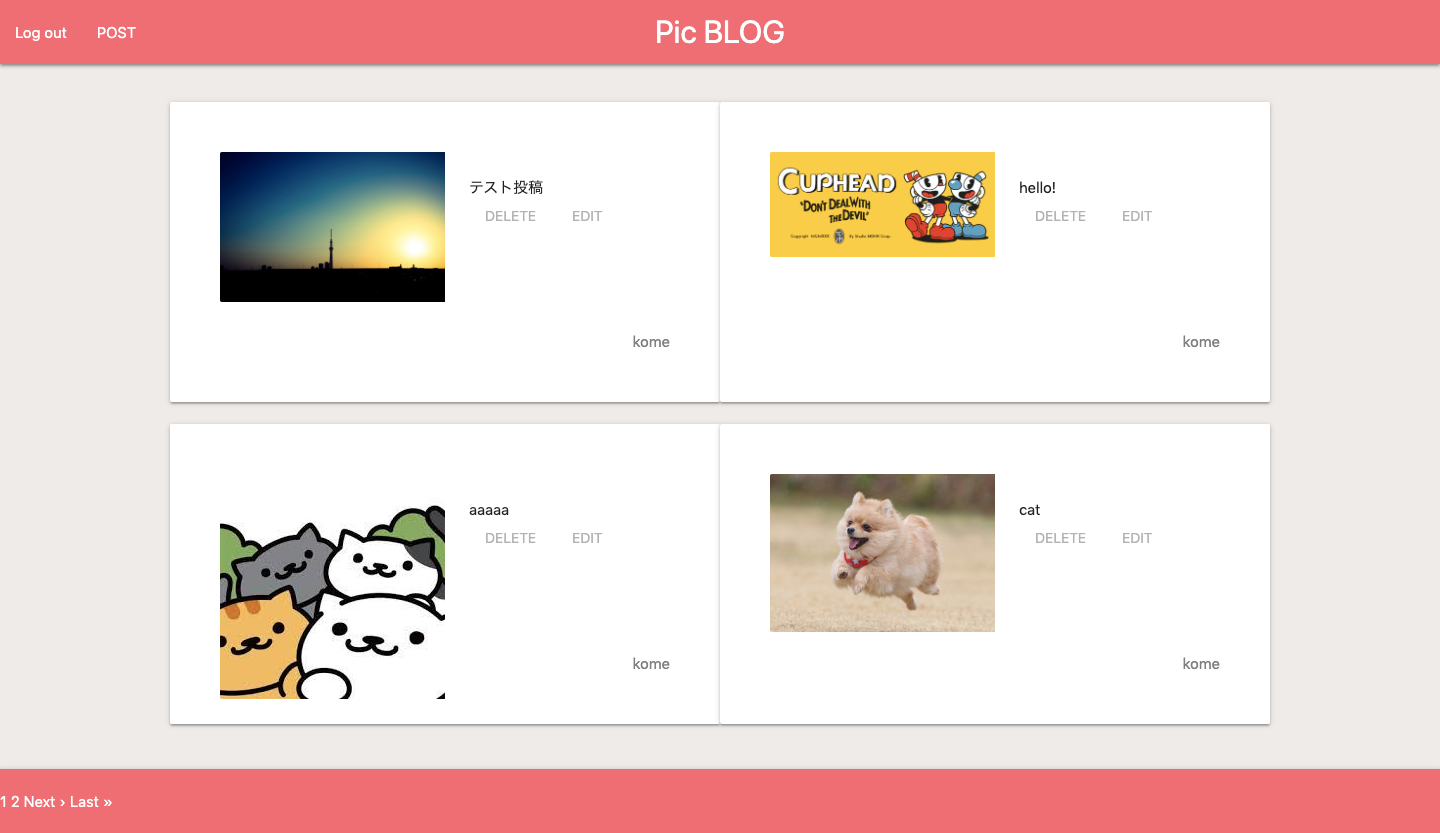 Log out POST Pic BLOG
テスト投稿
DELETE EDIT
kome
CUPHEAD
"DON'T DEAL WITH
THE DEVIL"
hello!
DELETE EDIT
kome
aaaaa
DELETE EDIT
kome
cat
DELETE EDIT
kome
1 2 Next › Last »